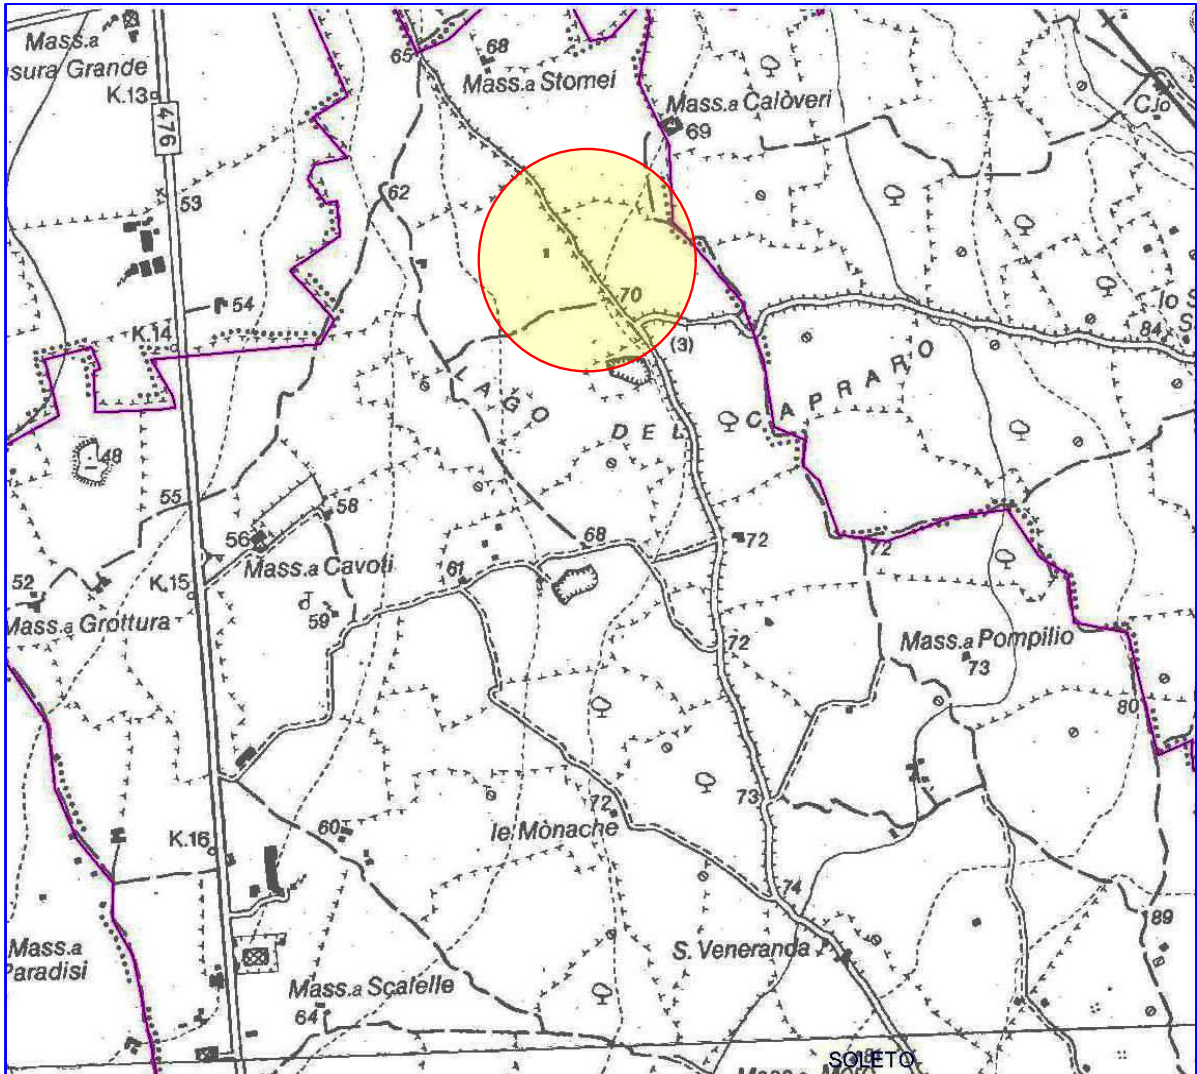 Mass.a
sura Grande
K.13
476
53
65
68
Mass.a Stomei
Mass.a Calòveri
69
C.lo
62
54
K.14
70
(3)
lo S
S
84
LAGO
DEL
CAPRARO
48
55
58
56
Mass.a Cavoti
52
K.15
Mass.a Grottura
59
61
68
72
72
72
Mass.a Pompilio
73
80
72
le Mònache
73
60
K.16
74
89
S. Veneranda
Mass.a
Paradisi
Mass.a Scalelle
64
SOLETO